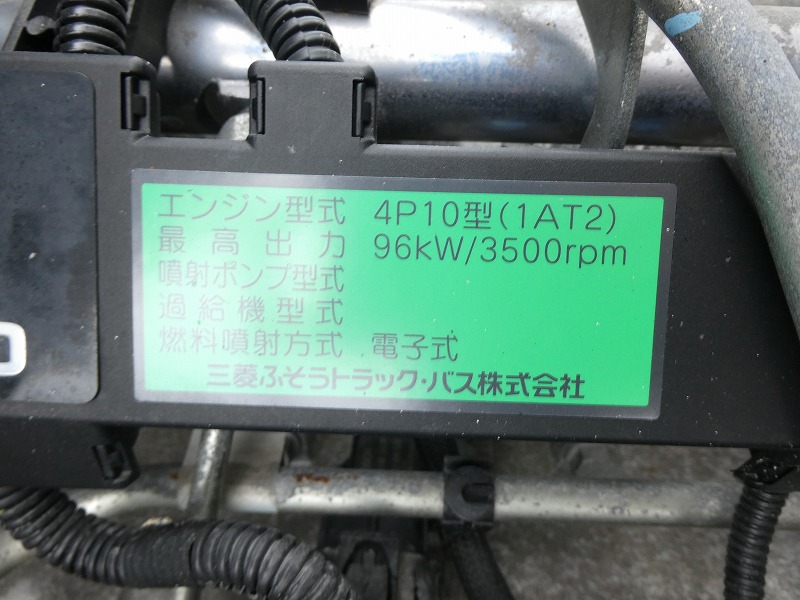 エンジン型式 4P10型(1AT2)
最高出力 96kW/3500rpm
噴射ポンプ型式
過給機型式
燃料噴射方式 電子式
三菱ふそうトラック・バス株式会社